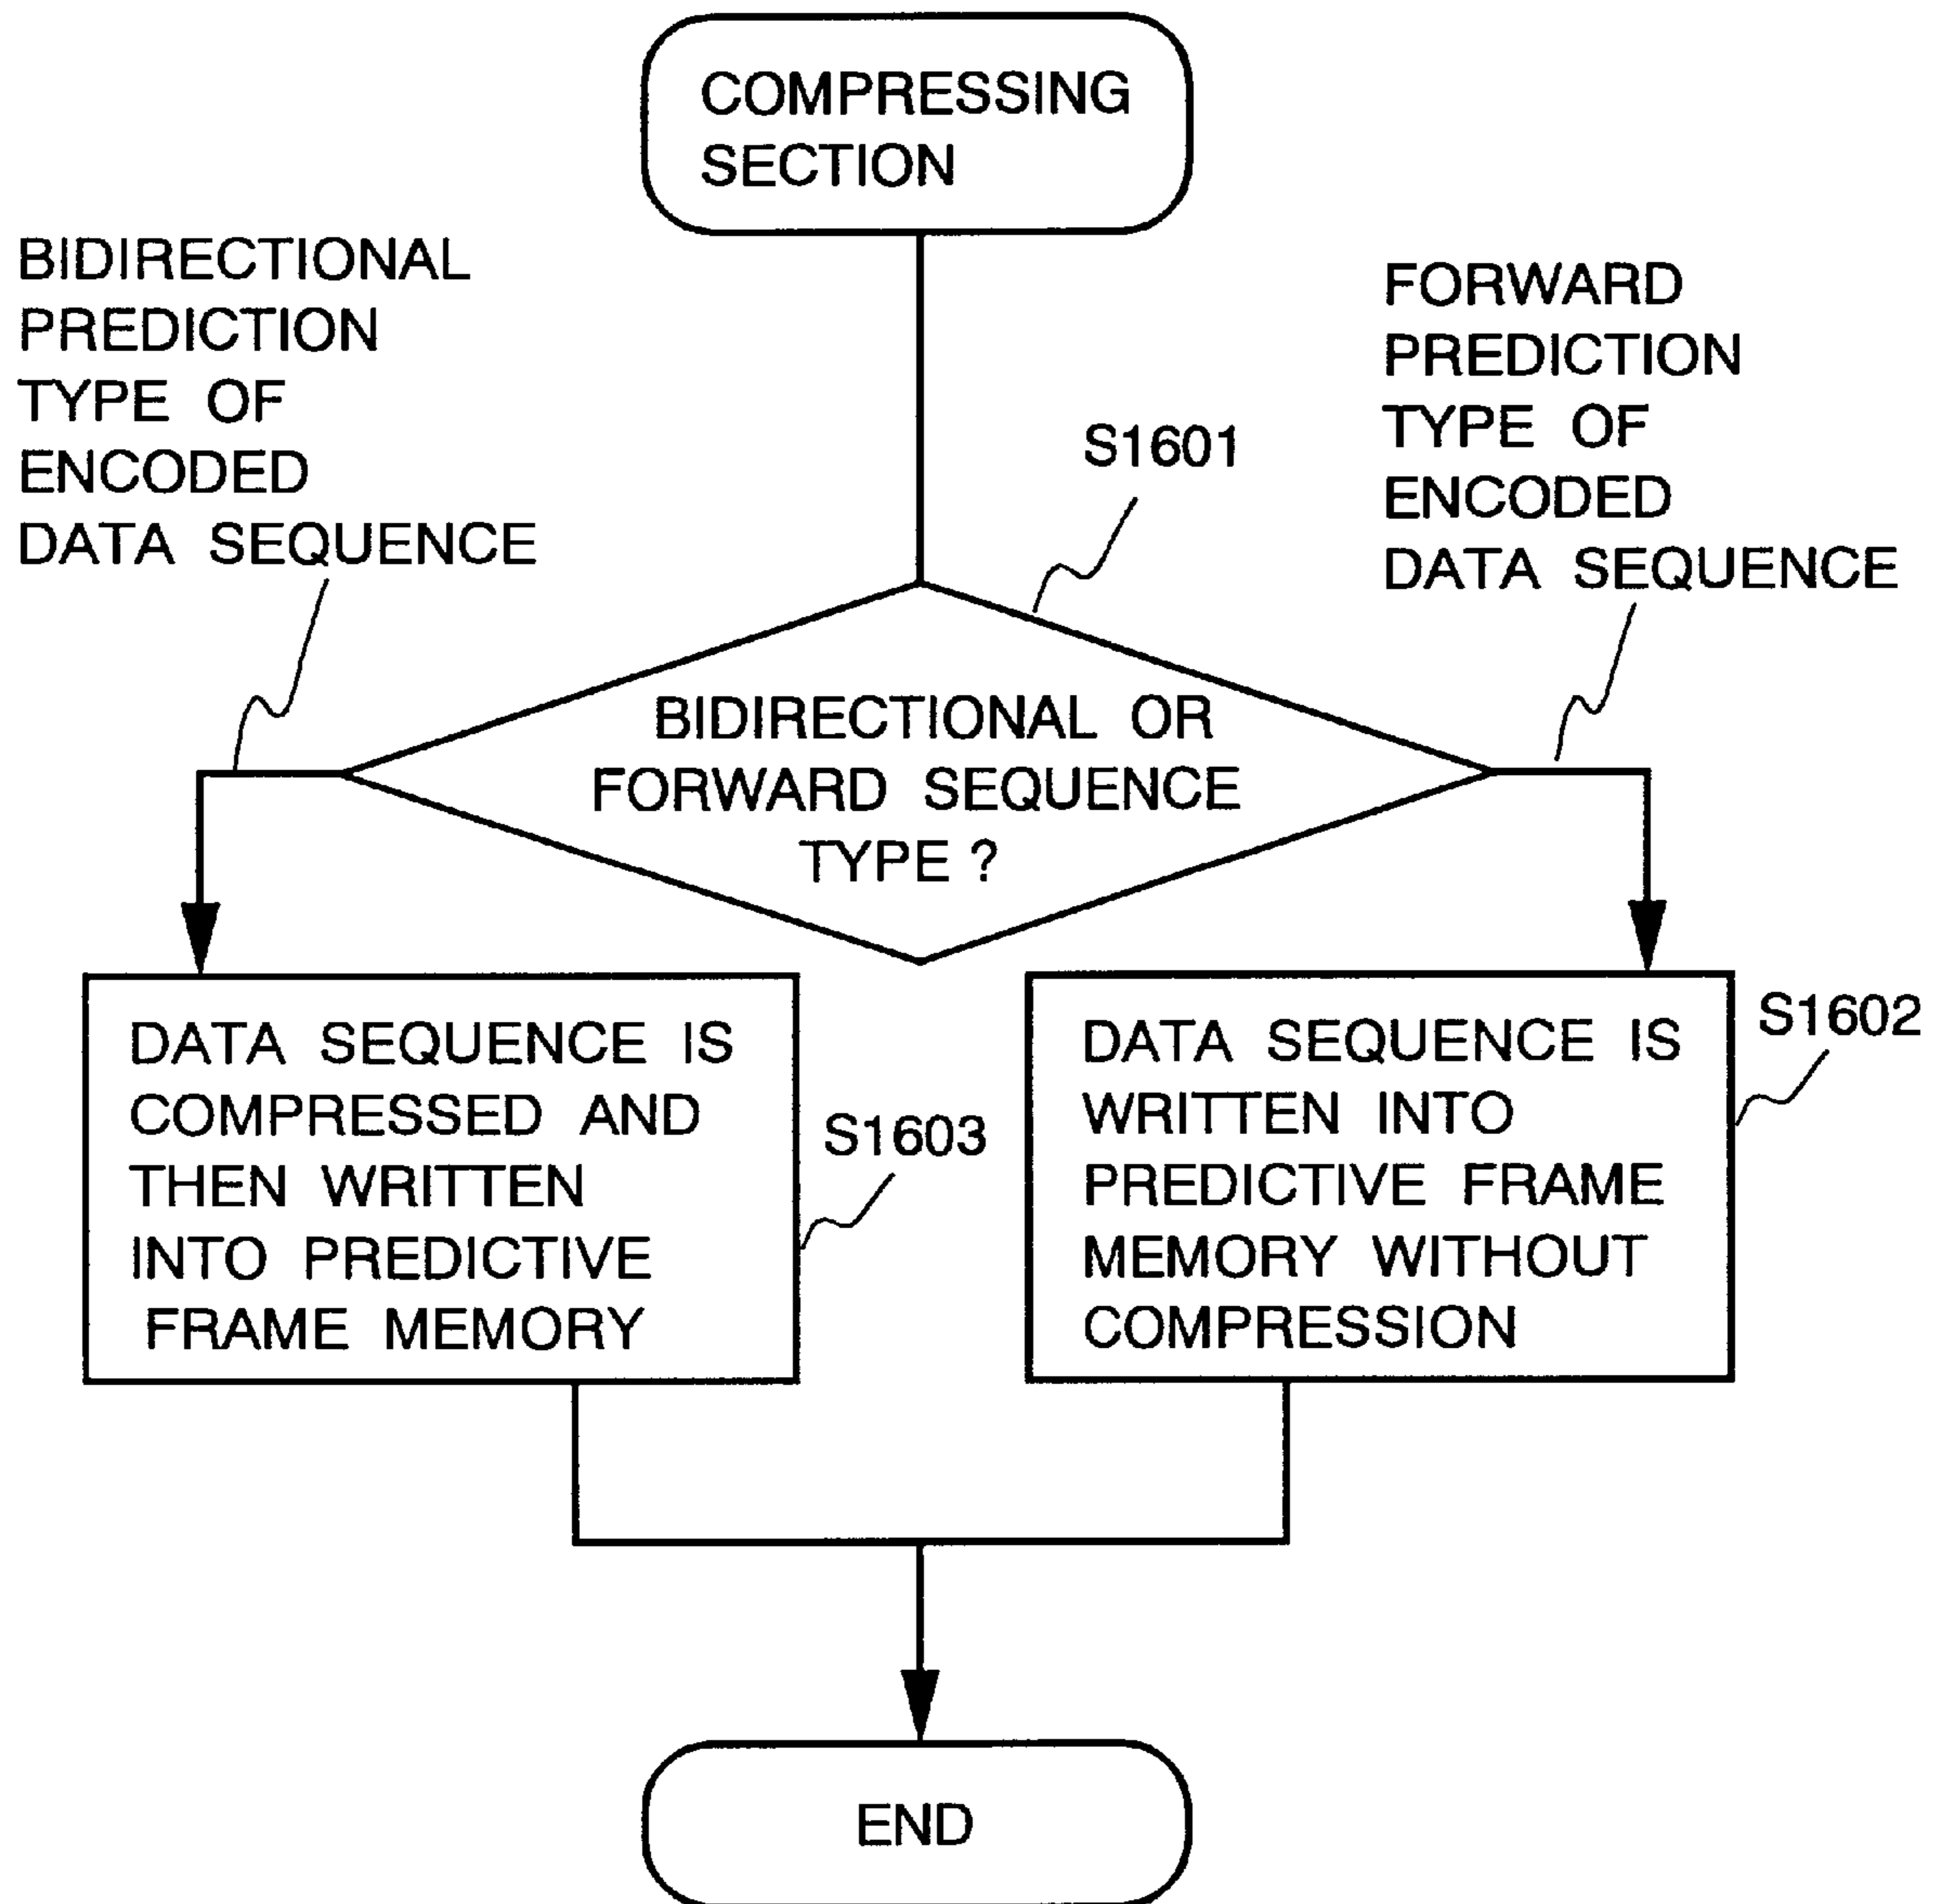 COMPRESSING
SECTION
BIDIRECTIONAL
PREDICTION
TYPE OF
ENCODED
DATA SEQUENCE
FORWARD
PREDICTION
TYPE OF
ENCODED
DATA SEQUENCE
S1601
BIDIRECTIONAL OR
FORWARD SEQUENCE
TYPE ?
DATA SEQUENCE IS
COMPRESSED AND
THEN WRITTEN
INTO PREDICTIVE
FRAME MEMORY
S1603
DATA SEQUENCE IS
WRITTEN INTO
PREDICTIVE FRAME
MEMORY WITHOUT
COMPRESSION
S1602
END